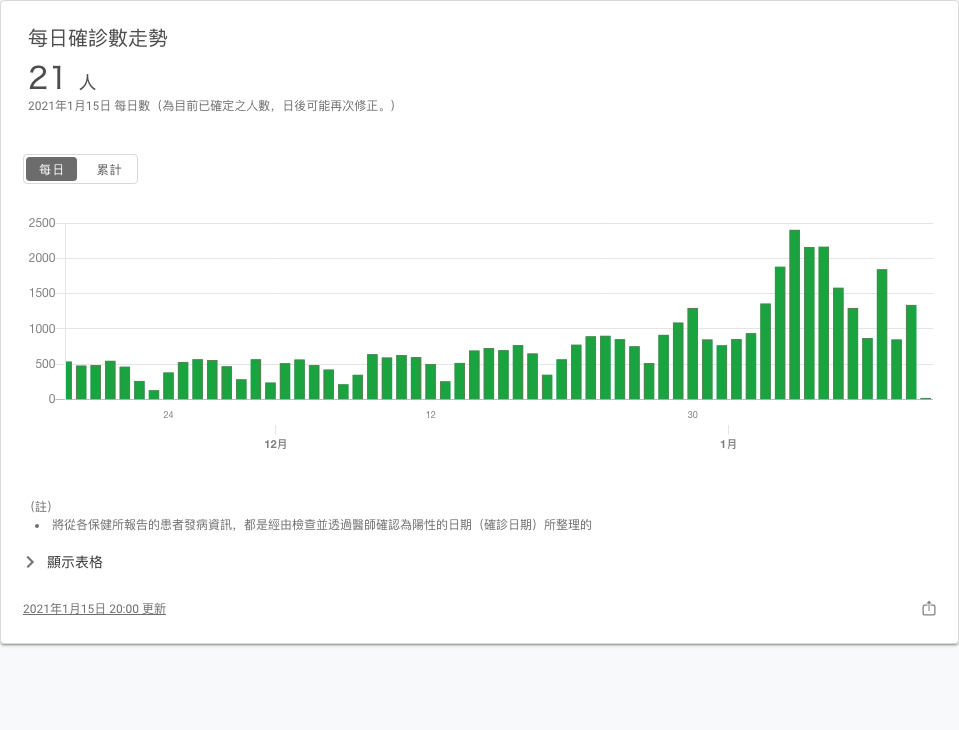 每日確診數走勢
21 人
2021年1月15日 每日數（為目前已確定之人數，日後可能再次修正。）
每日 累計
2500
2000
1500
1000
500
0
24 12 30
12月 1月
（註）
• 將從各保健所報告的患者發病資訊，都是經由檢查並透過醫師確認為陽性的日期（確診日期）所整理的
顯示表格
2021年1月15日 20:00 更新